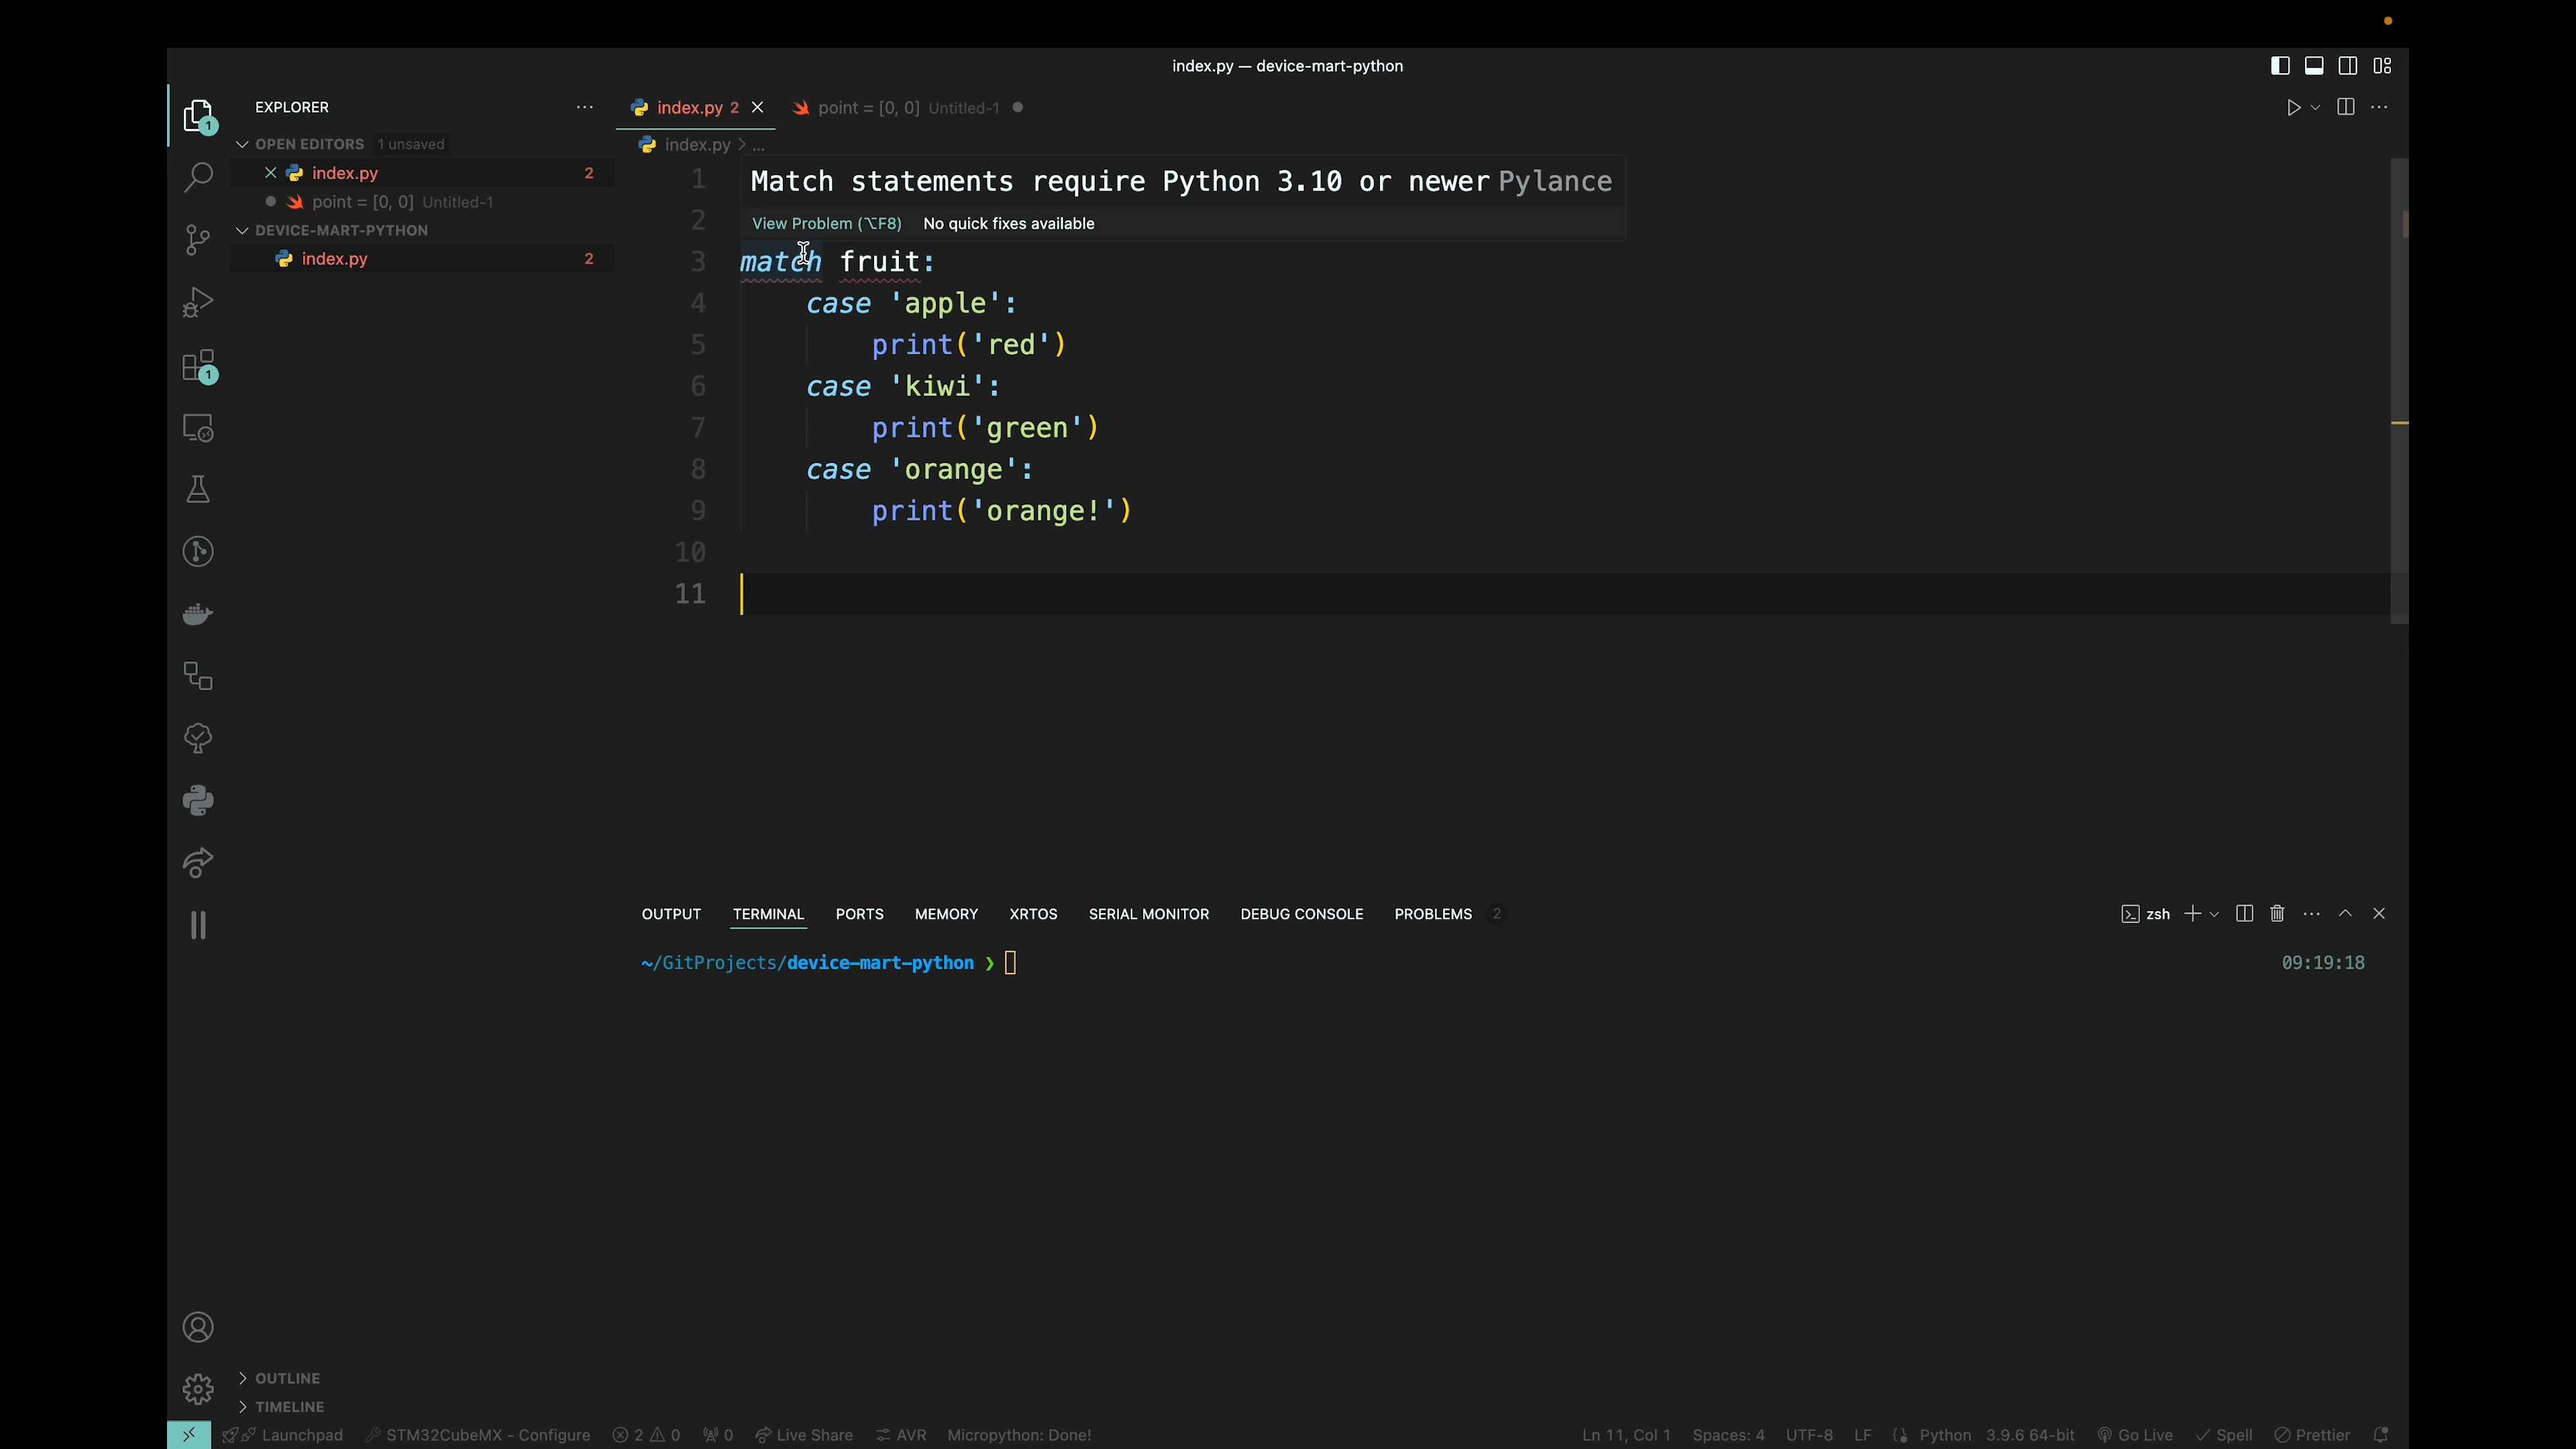 index.py — device-mart-python
EXPLORER
index.py 2
point = [0, 0] Untitled-1
OPEN EDITORS 1 unsaved
index.py > ...
index.py 2
point = [0, 0] Untitled-1
DEVICE-MART-PYTHON
index.py 2
1
1
1 Match statements require Python 3.10 or newer Pylance
2 View Problem (⌥F8) No quick fixes available
3 match fruit:
4 case 'apple':
5 print('red')
6 case 'kiwi':
7 print('green')
8 case 'orange':
9 print('orange!')
10
11
OUTPUT TERMINAL PORTS MEMORY XRTOS SERIAL MONITOR DEBUG CONSOLE PROBLEMS 2 zsh
~/GitProjects/device-mart-python ❯ 09:19:18
OUTLINE
TIMELINE
Launchpad STM32CubeMX - Configure 2 0 0 Live Share AVR Micropython: Done! Ln 11, Col 1 Spaces: 4 UTF-8 LF Python 3.9.6 64-bit Go Live Spell Prettier